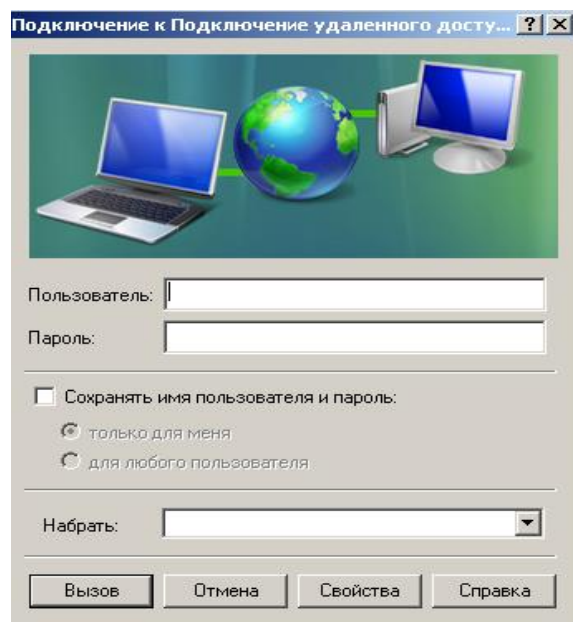 Подключение к Подключение удаленного досту... ? X
Пользователь:
Пароль:
Сохранять имя пользователя и пароль:
только для меня
для любого пользователя
Набрать:
Вызов Отмена Свойства Справка